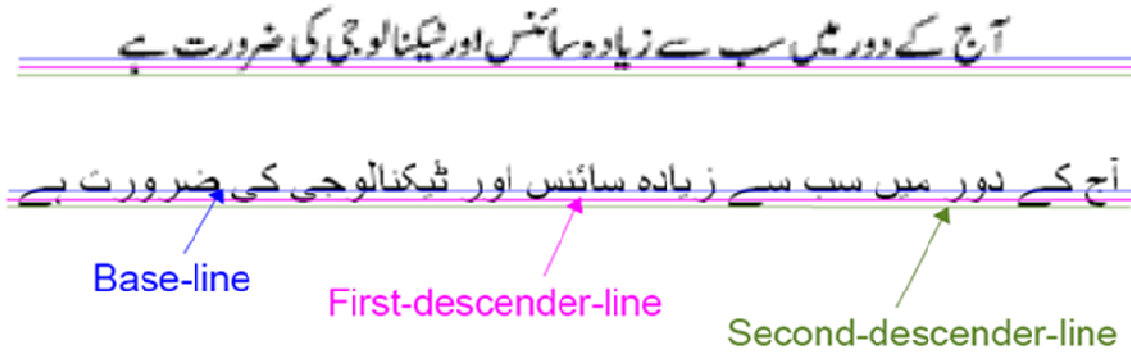 آج کے دور میں سب سے زیادہ سائنس اور ٹیکنالوجی کی ضرورت ہے
آج کے دور میں سب سے زیادہ سائنس اور ٹیکنالوجی کی ضرورت ہے
Base-line
First-descender-line
Second-descender-line